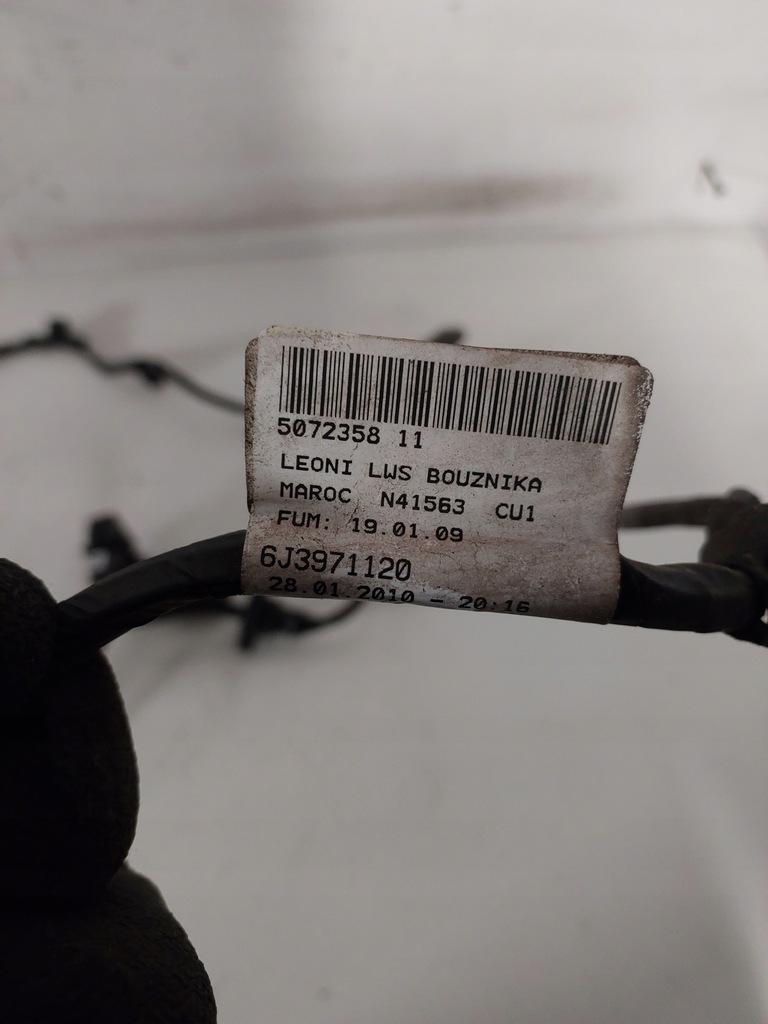 5072358 11
LEONI LWS BOUZNIKA
MAROC N41563 CU1
FUM: 19.01.09
6J3971120
28.01.2010 - 20:16